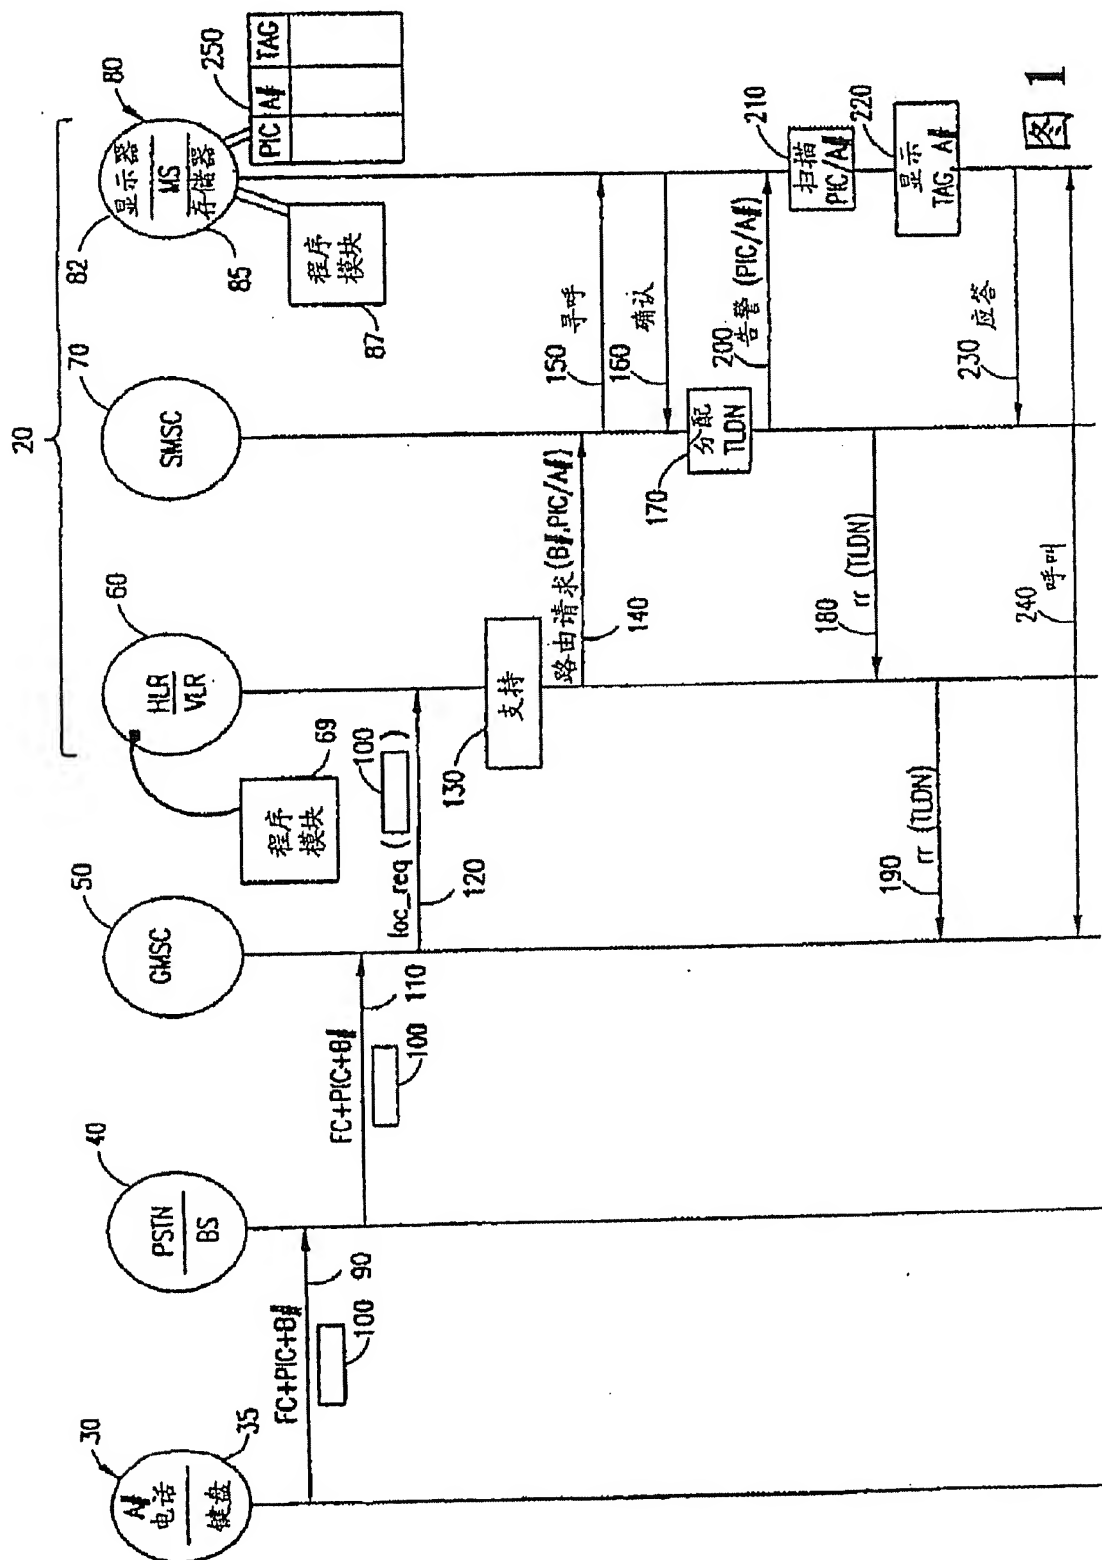 20
30
A#
电话
键盘
35
40
PSTN
BS
50
GMSC
60
HLR
VLR
程序
模块
69
70
SMSC
80
82
显示器
MS
存储器
85
程序
模块
87
250
PIC
A#
TAG
FC+PIC+B#
90
100
FC+PIC+B#
110
100
loc_req (
100
)
120
支持
130
路由请求(B#,PIC/A#)
140
150
寻呼
160
确认
分配
TLDN
170
200
告警 (PIC/A#)
扫描
PIC/A#
210
显示
TAG, A#
220
180
rr (TLDN)
190
rr (TLDN)
230
应答
240
呼叫
图 1